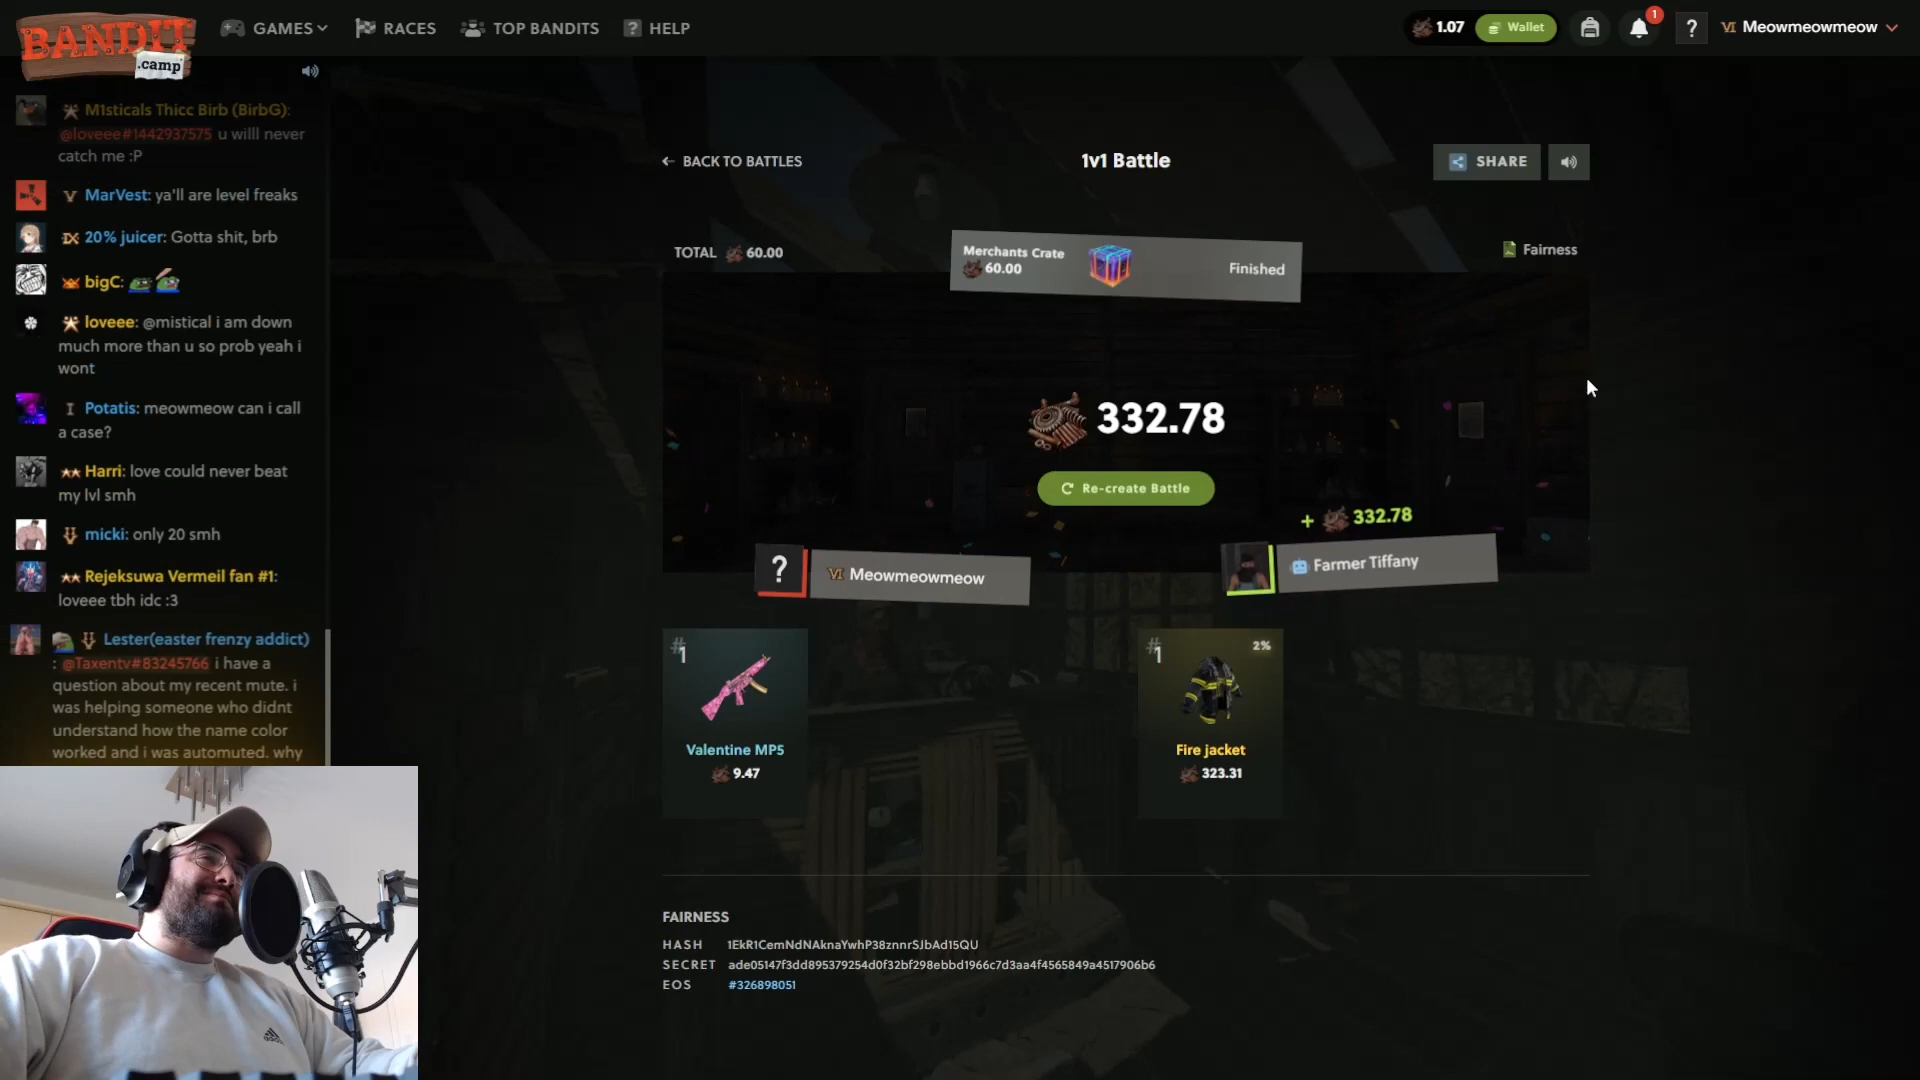 BANDIT
.camp
GAMES
RACES
TOP BANDITS
? HELP
1.07
Wallet
1
?
VI Meowmeowmeow
M1sticals Thicc Birb (BirbG):
@loveee#1442937575 u willl never
catch me :P
V MarVest: ya'll are level freaks
IX 20% juicer: Gotta shit, brb
bigC:
loveee: @mistical i am down
much more than u so prob yeah i
wont
I Potatis: meowmeow can i call
a case?
Harri: love could never beat
my lvl smh
micki: only 20 smh
Rejeksuwa Vermeil fan #1:
loveee tbh idc :3
Lester(easter frenzy addict)
: @Taxentv#83245766 i have a
question about my recent mute. i
was helping someone who didnt
understand how the name color
worked and i was automuted. why
← BACK TO BATTLES
1v1 Battle
SHARE
TOTAL 60.00
Merchants Crate
60.00
Finished
Fairness
332.78
Re-create Battle
+ 332.78
?
VI Meowmeowmeow
Farmer Tiffany
#1
Valentine MP5
9.47
#1
2%
Fire jacket
323.31
FAIRNESS
HASH 1EkR1CemNdNAknaYwhP38znnrSJbAd15QU
SECRET ade05147f3dd895379254d0f32bf298ebbd1966c7d3aa4f4565849a4517906b6
EOS #326898051